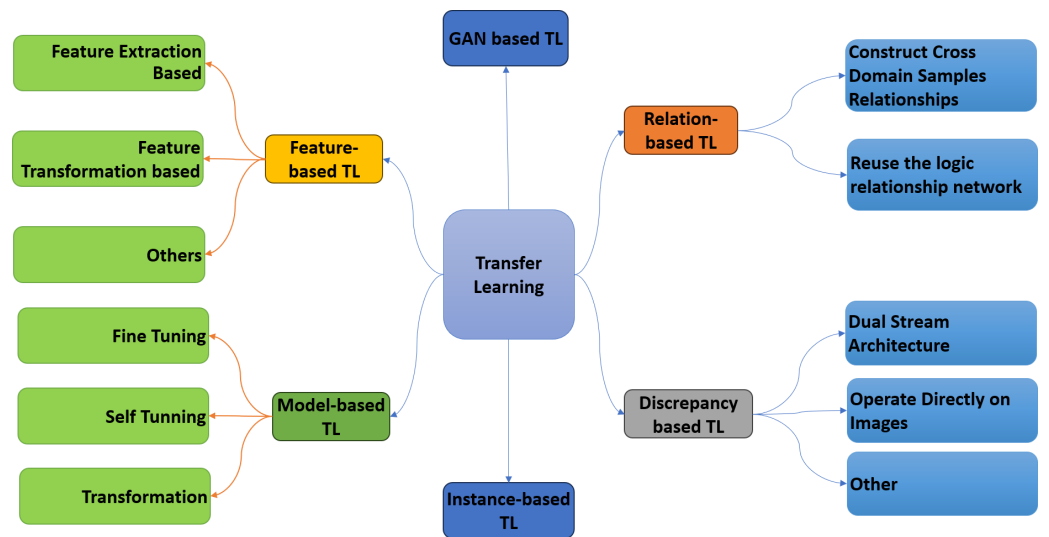 GAN based TL
Feature Extraction
Based
Feature
Transformation based
Others
Feature-
based TL
Fine Tuning
Self Tunning
Transformation
Model-based
TL
Transfer
Learning
Instance-based
TL
Relation-
based TL
Construct Cross
Domain Samples
Relationships
Reuse the logic
relationship network
Discrepancy
based TL
Dual Stream
Architecture
Operate Directly on
Images
Other